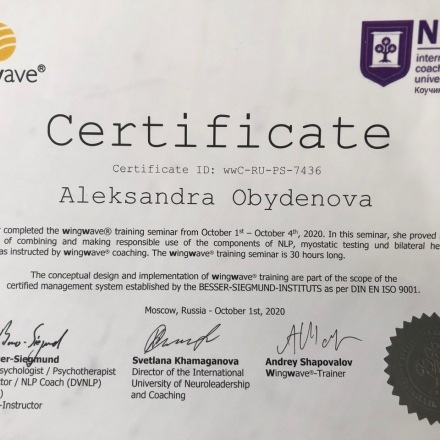 wave®
N
intern
coach
univer
Коучи
Certificate
Certificate ID: wwC-RU-PS-7436
Aleksandra Obydenova
completed the wingwave® training seminar from October 1st – October 4th, 2020. In this seminar, she proved
of combining and making responsible use of the components of NLP, myostatic testing und bilateral he
as instructed by wingwave® coaching. The wingwave® training seminar is 30 hours long.
The conceptual design and implementation of wingwave® training are part of the scope of the
certified management system established by the BESSER-SIEGMUND-INSTITUTS as per DIN EN ISO 9001.
Moscow, Russia - October 1st, 2020
er-Siegmund Svetlana Khamaganova Andrey Shapovalov
sychologist / Psychotherapist Director of the International Wingwave®-Trainer
tor / NLP Coach (DVNLP) University of Neuroleadership
) and Coaching
-Instructor